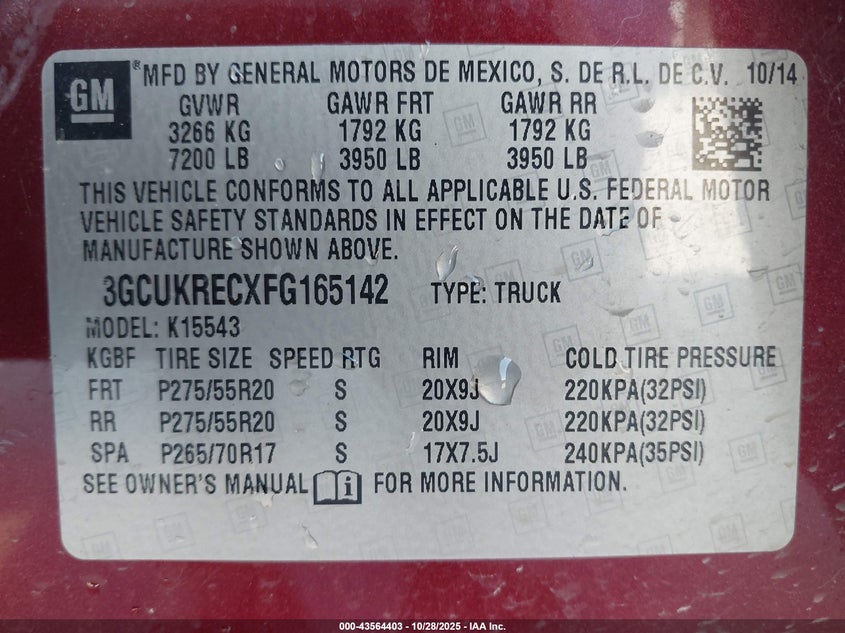 GM ® MFD BY GENERAL MOTORS DE MEXICO, S. DE R.L. DE C.V. 10/14
GVWR GAWR FRT GAWR RR
3266 KG 1792 KG 1792 KG
7200 LB 3950 LB 3950 LB
THIS VEHICLE CONFORMS TO ALL APPLICABLE U.S. FEDERAL MOTOR
VEHICLE SAFETY STANDARDS IN EFFECT ON THE DATE OF
MANUFACTURE SHOWN ABOVE.
3GCUKRECXFG165142 TYPE: TRUCK
MODEL: K15543
KGBF TIRE SIZE SPEED RTG RIM COLD TIRE PRESSURE
FRT P275/55R20 S 20X9J 220KPA(32PSI)
RR P275/55R20 S 20X9J 220KPA(32PSI)
SPA P265/70R17 S 17X7.5J 240KPA(35PSI)
SEE OWNER'S MANUAL i FOR MORE INFORMATION.
000-43564403 | 10/28/2025 | IAA Inc.